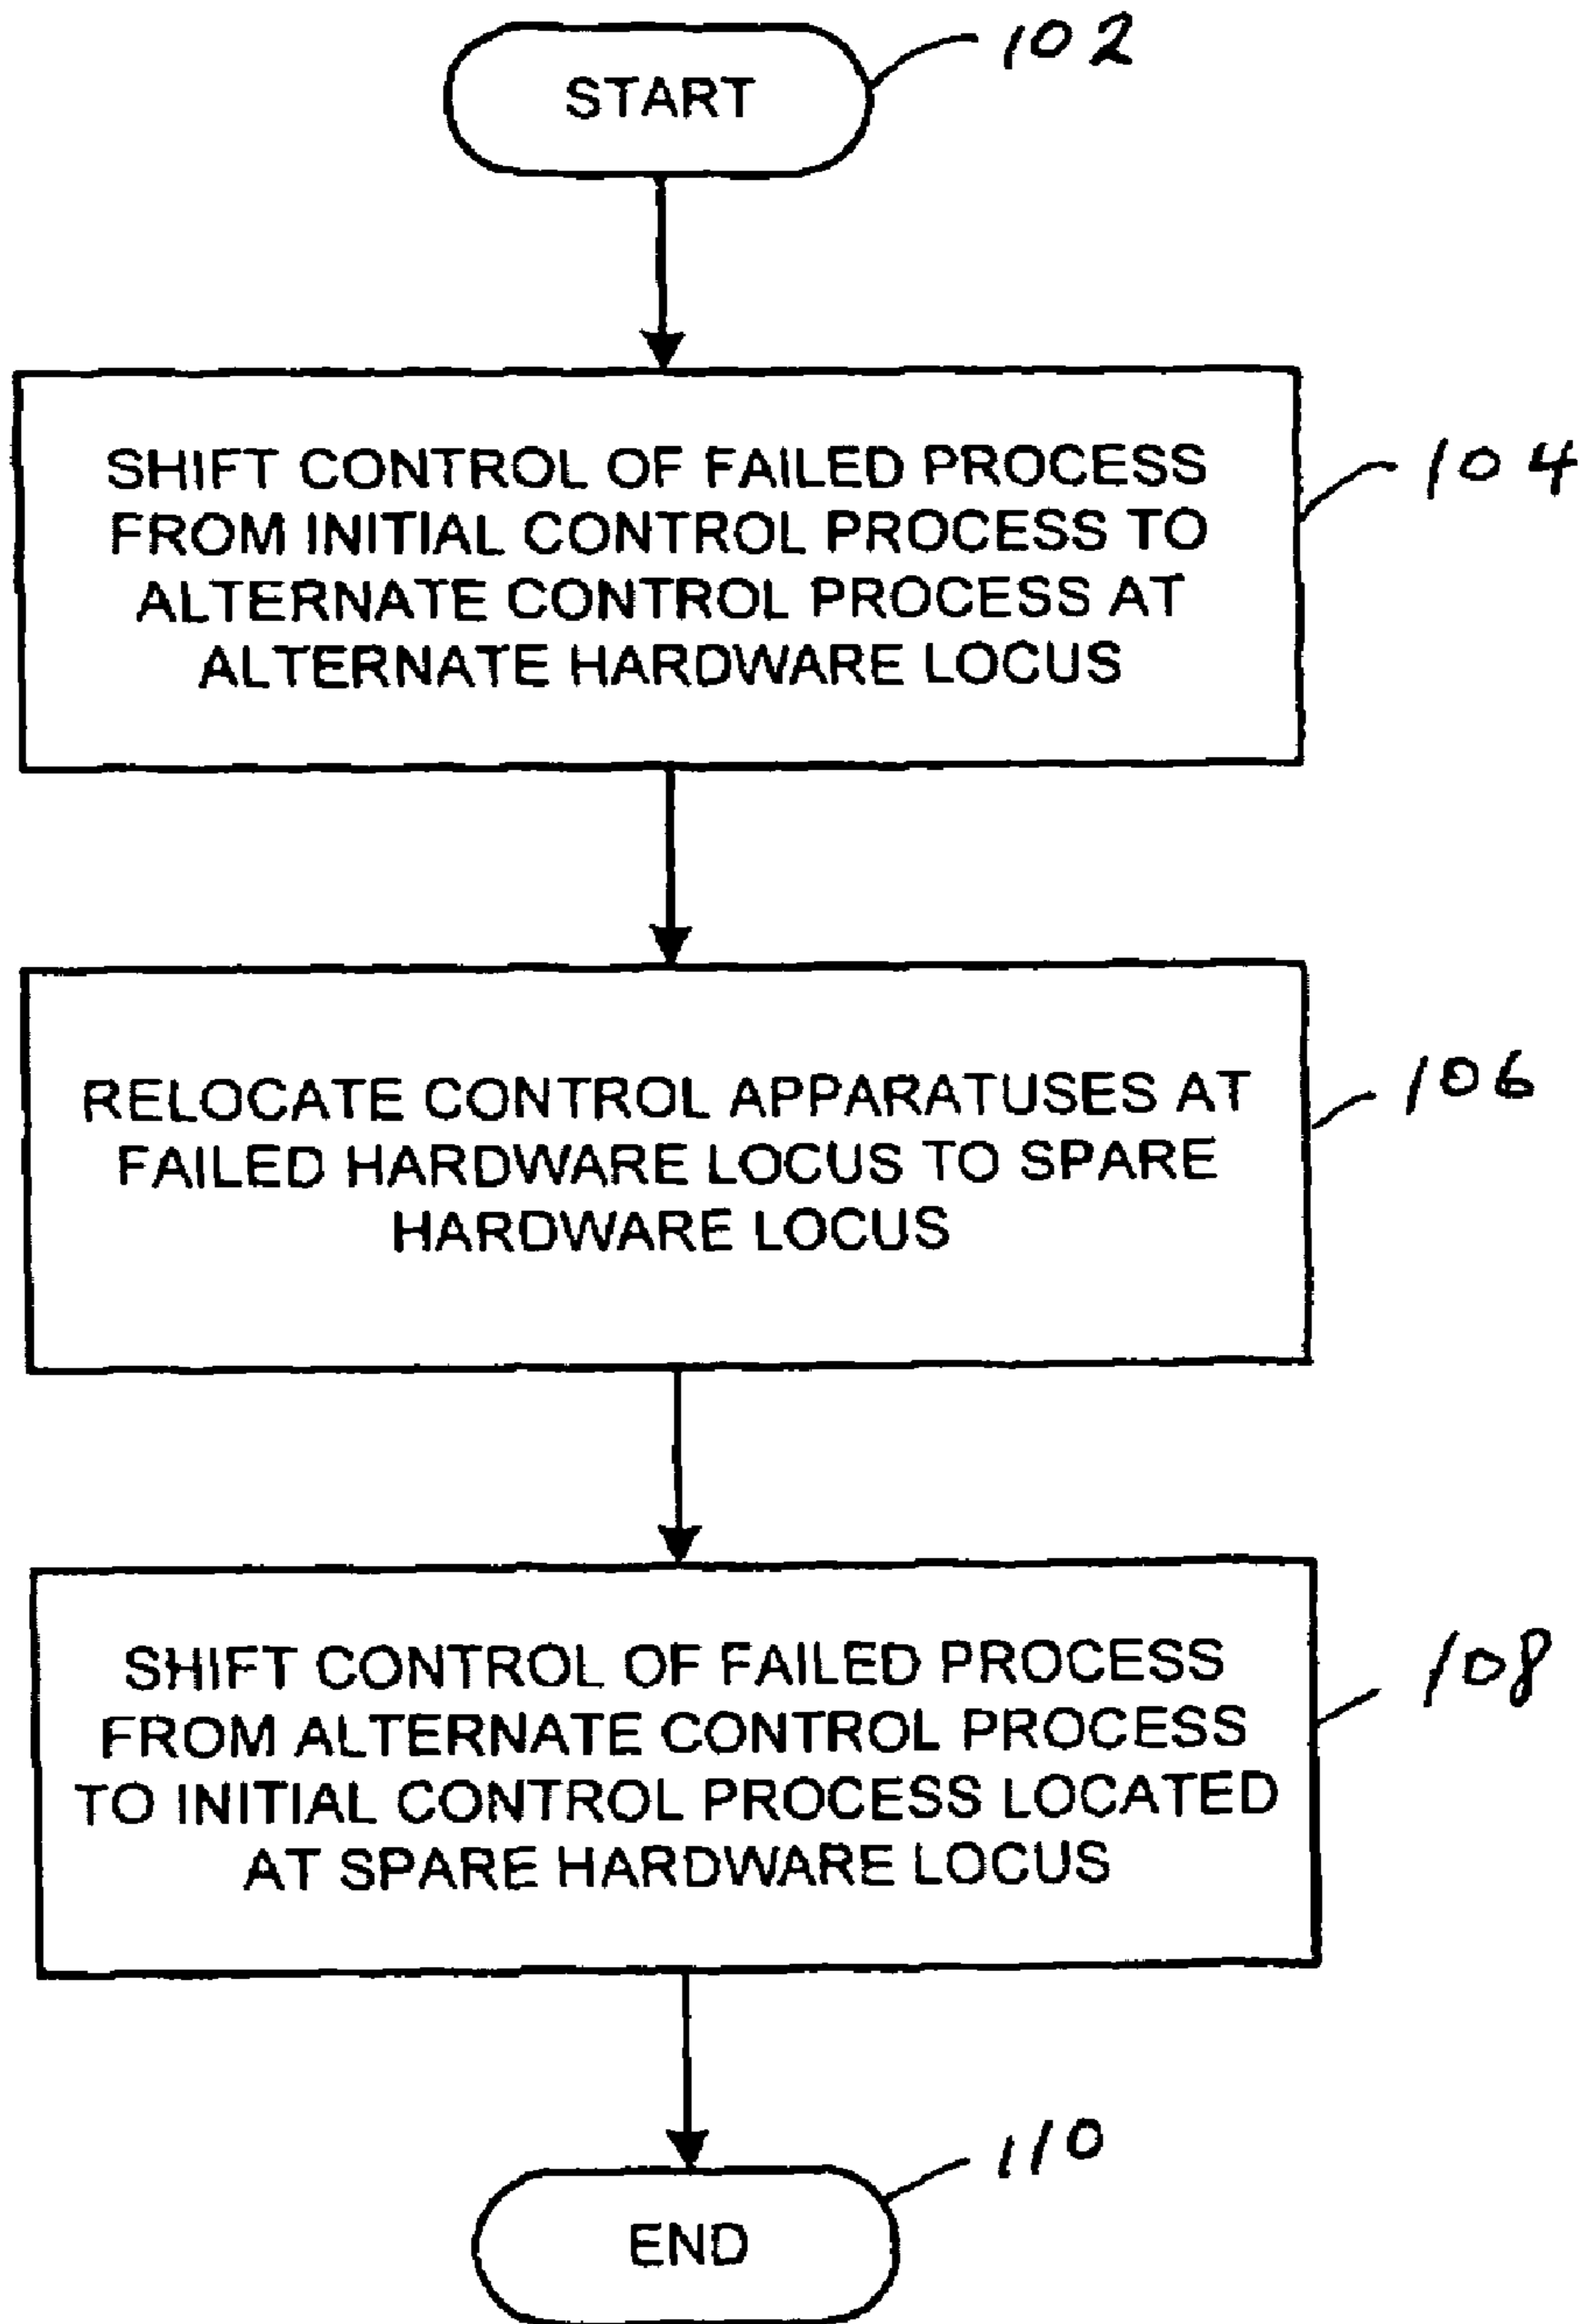 START
102
SHIFT CONTROL OF FAILED PROCESS
FROM INITIAL CONTROL PROCESS TO
ALTERNATE CONTROL PROCESS AT
ALTERNATE HARDWARE LOCUS
104
RELOCATE CONTROL APPARATUSES AT
FAILED HARDWARE LOCUS TO SPARE
HARDWARE LOCUS
106
SHIFT CONTROL OF FAILED PROCESS
FROM ALTERNATE CONTROL PROCESS
TO INITIAL CONTROL PROCESS LOCATED
AT SPARE HARDWARE LOCUS
108
END
110